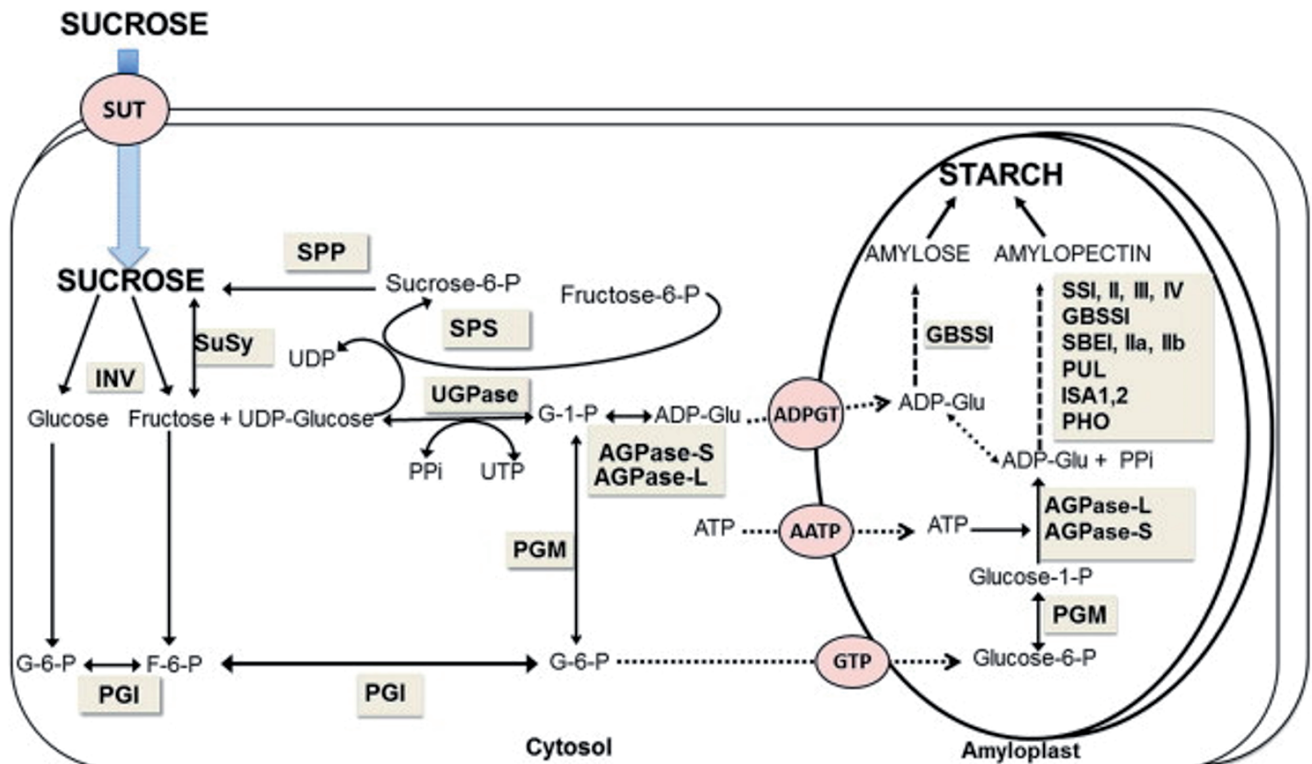 SUCROSE
SUT
SUCROSE
SPP
Sucrose-6-P
Fructose-6-P
SPS
SuSy
UDP
INV
UGPase
Glucose
Fructose + UDP-Glucose
G-1-P
ADP-Glu
PPi
UTP
AGPase-S
AGPase-L
PGM
G-6-P
F-6-P
G-6-P
PGI
PGI
ATP
Cytosol
ADPGT
AATP
GTP
STARCH
AMYLOSE
AMYLOPECTIN
GBSSI
SSI, II, III, IV
GBSSI
SBEI, IIa, IIb
PUL
ISA1,2
PHO
ADP-Glu
ADP-Glu + PPi
ATP
AGPase-L
AGPase-S
Glucose-1-P
PGM
Glucose-6-P
Amyloplast